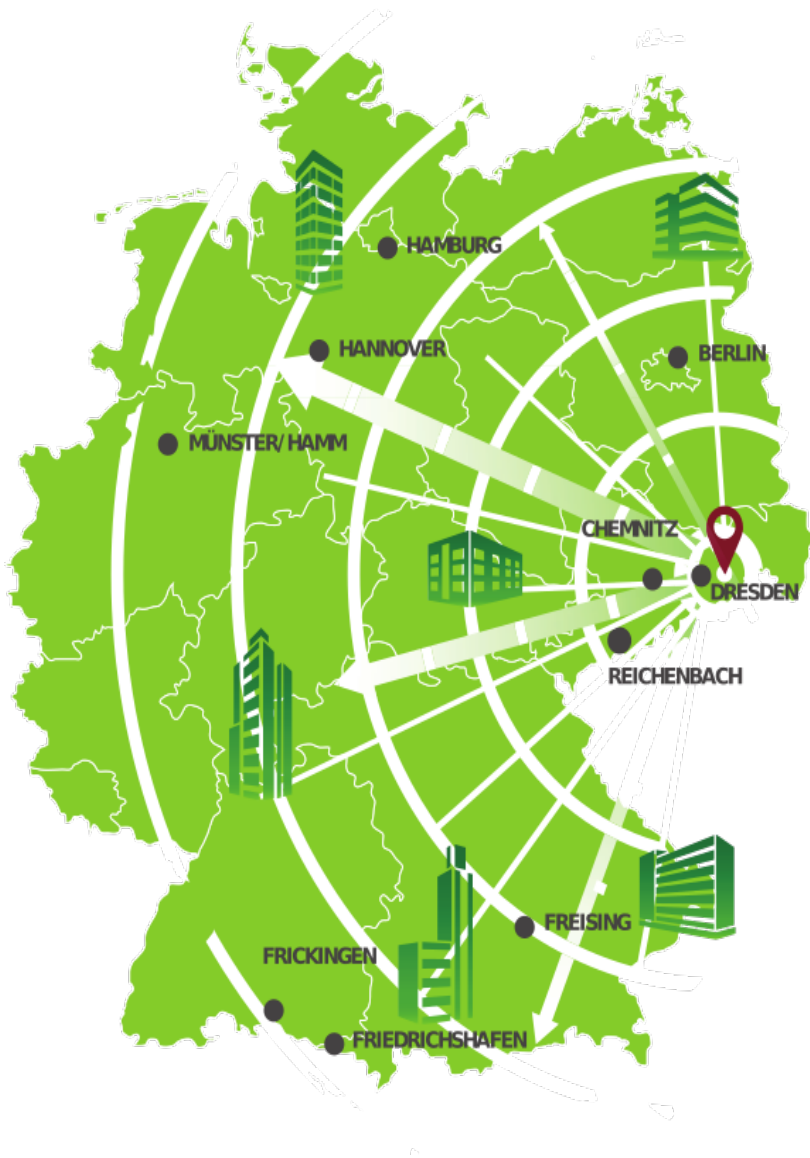 HAMBURG
HANNOVER
BERLIN
MÜNSTER/ HAMM
CHEMNITZ
DRESDEN
REICHENBACH
FREISING
FRICKINGEN
FRIEDRICHSHAFEN